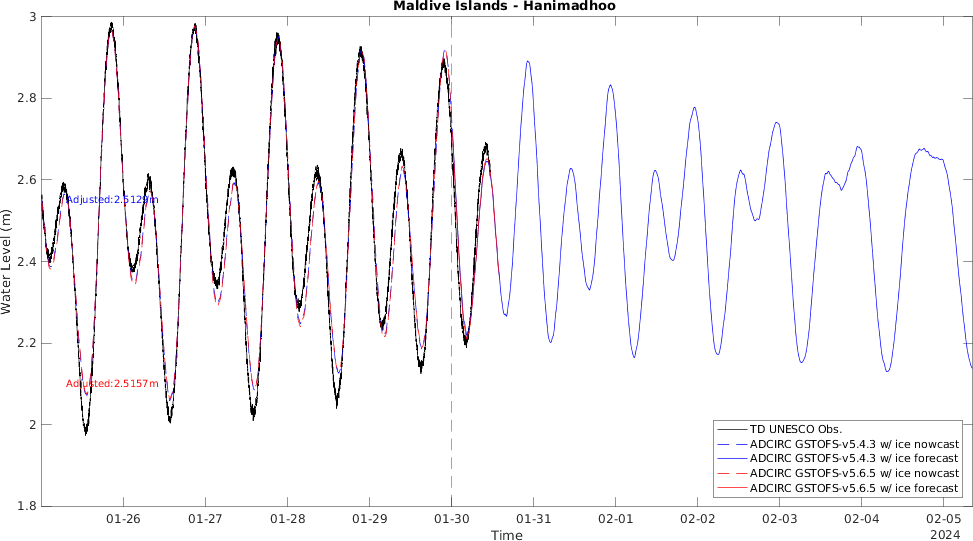 Maldive Islands - Hanimadhoo
3
2.8
2.6
2.4
2.2
2
1.8
Water Level (m)
Adjusted:2.5129m
Adjusted:2.5157m
TD UNESCO Obs.
ADCIRC GSTOFS-v5.4.3 w/ ice nowcast
ADCIRC GSTOFS-v5.4.3 w/ ice forecast
ADCIRC GSTOFS-v5.6.5 w/ ice nowcast
ADCIRC GSTOFS-v5.6.5 w/ ice forecast
01-26 01-27 01-28 01-29 01-30 01-31 02-01 02-02 02-03 02-04 02-05
2024
Time